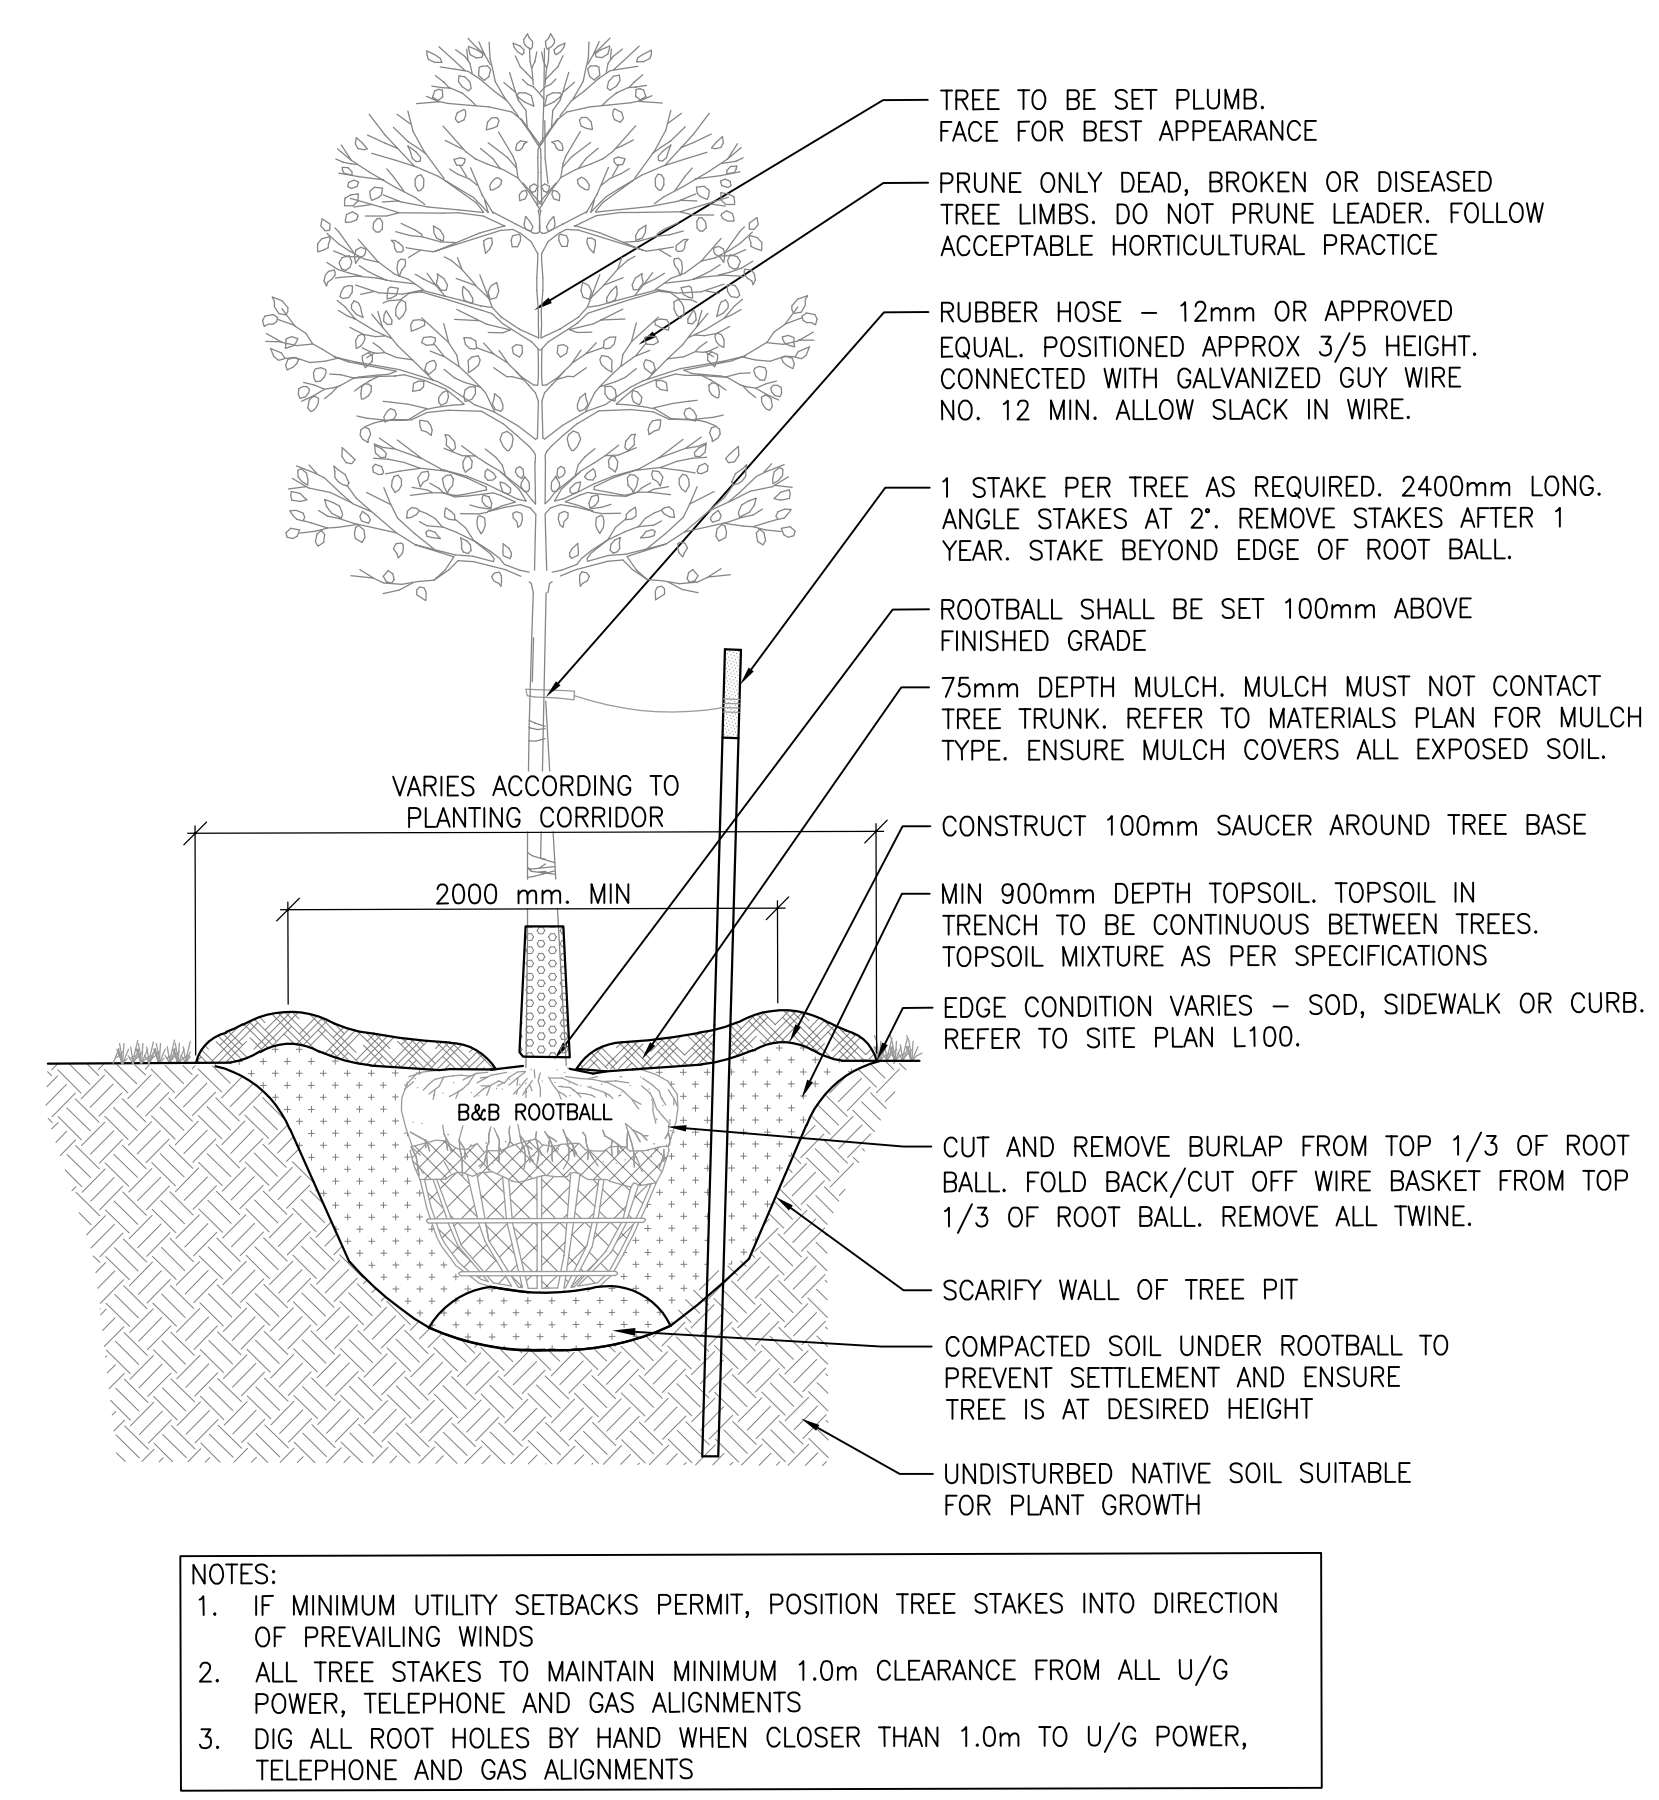 TREE TO BE SET PLUMB.
FACE FOR BEST APPEARANCE
PRUNE ONLY DEAD, BROKEN OR DISEASED
TREE LIMBS. DO NOT PRUNE LEADER. FOLLOW
ACCEPTABLE HORTICULTURAL PRACTICE
RUBBER HOSE – 12mm OR APPROVED
EQUAL. POSITIONED APPROX 3/5 HEIGHT.
CONNECTED WITH GALVANIZED GUY WIRE
NO. 12 MIN. ALLOW SLACK IN WIRE.
1 STAKE PER TREE AS REQUIRED. 2400mm LONG.
ANGLE STAKES AT 2°. REMOVE STAKES AFTER 1
YEAR. STAKE BEYOND EDGE OF ROOT BALL.
ROOTBALL SHALL BE SET 100mm ABOVE
FINISHED GRADE
75mm DEPTH MULCH. MULCH MUST NOT CONTACT
TREE TRUNK. REFER TO MATERIALS PLAN FOR MULCH
TYPE. ENSURE MULCH COVERS ALL EXPOSED SOIL.
VARIES ACCORDING TO
PLANTING CORRIDOR
CONSTRUCT 100mm SAUCER AROUND TREE BASE
2000 mm. MIN
MIN 900mm DEPTH TOPSOIL. TOPSOIL IN
TRENCH TO BE CONTINUOUS BETWEEN TREES.
TOPSOIL MIXTURE AS PER SPECIFICATIONS
EDGE CONDITION VARIES – SOD, SIDEWALK OR CURB.
REFER TO SITE PLAN L100.
B&B ROOTBALL
CUT AND REMOVE BURLAP FROM TOP 1/3 OF ROOT
BALL. FOLD BACK/CUT OFF WIRE BASKET FROM TOP
1/3 OF ROOT BALL. REMOVE ALL TWINE.
SCARIFY WALL OF TREE PIT
COMPACTED SOIL UNDER ROOTBALL TO
PREVENT SETTLEMENT AND ENSURE
TREE IS AT DESIRED HEIGHT
UNDISTURBED NATIVE SOIL SUITABLE
FOR PLANT GROWTH
NOTES:
1. IF MINIMUM UTILITY SETBACKS PERMIT, POSITION TREE STAKES INTO DIRECTION
OF PREVAILING WINDS
2. ALL TREE STAKES TO MAINTAIN MINIMUM 1.0m CLEARANCE FROM ALL U/G
POWER, TELEPHONE AND GAS ALIGNMENTS
3. DIG ALL ROOT HOLES BY HAND WHEN CLOSER THAN 1.0m TO U/G POWER,
TELEPHONE AND GAS ALIGNMENTS